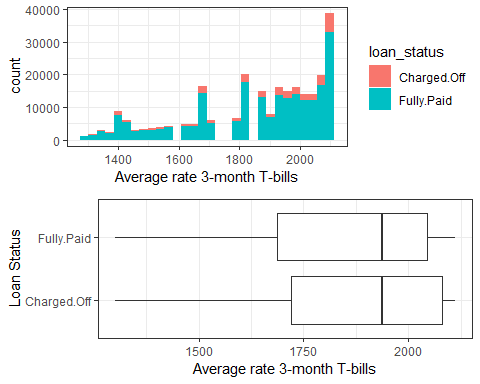 40000
30000
20000
10000
0
count
1400
1600
1800
2000
Average rate 3-month T-bills
loan_status
Charged.Off
Fully.Paid
Loan Status
Fully.Paid
Charged.Off
1500
1750
2000
Average rate 3-month T-bills